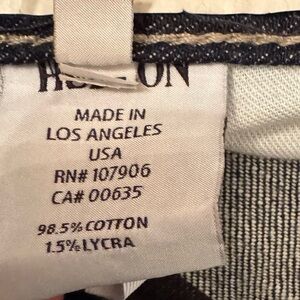 MADE IN
LOS ANGELES
USA
RN# 107906
CA# 00635
98.5% COTTON
1.5% LYCRA